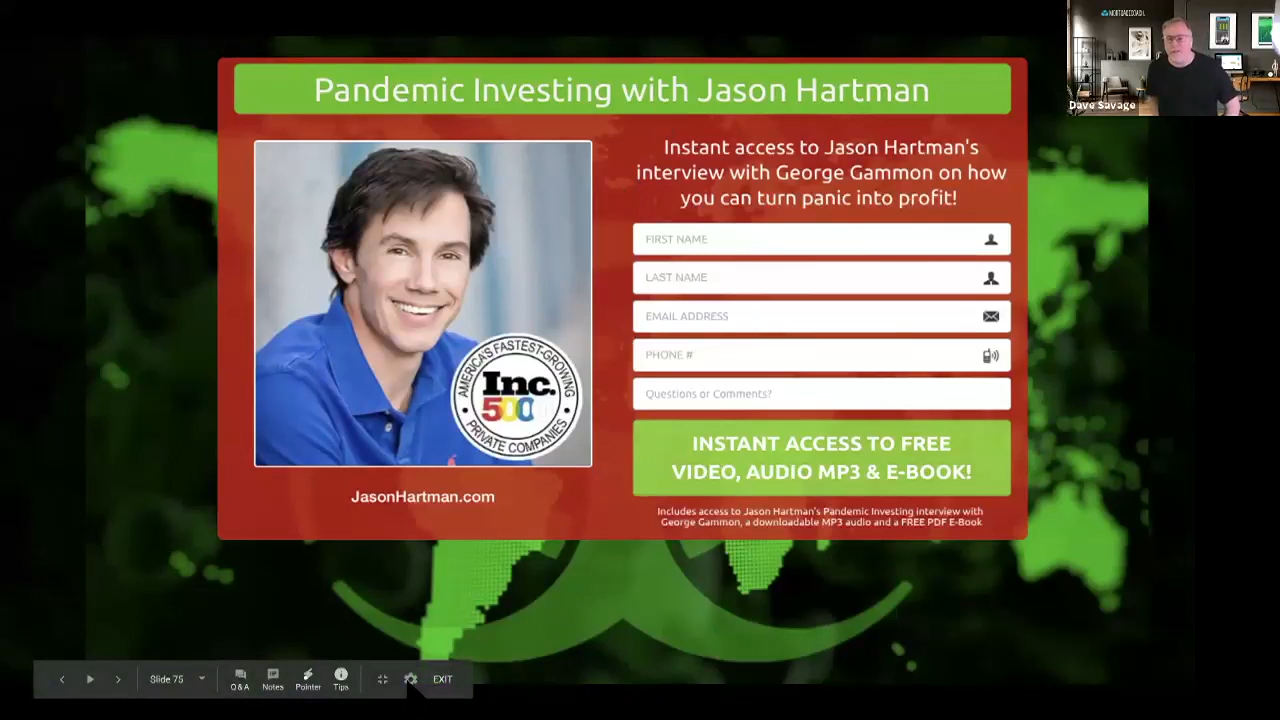 MORTGAGECOACH
Dave Savage
Pandemic Investing with Jason Hartman
Instant access to Jason Hartman's
interview with George Gammon on how
you can turn panic into profit!
FIRST NAME
LAST NAME
EMAIL ADDRESS
PHONE #
Questions or Comments?
INSTANT ACCESS TO FREE
VIDEO, AUDIO MP3 & E-BOOK!
Includes access to Jason Hartman's Pandemic Investing interview with
George Gammon, a downloadable MP3 audio and a FREE PDF E-Book
AMERICA'S FASTEST-GROWING
Inc.
500
PRIVATE COMPANIES
JasonHartman.com
Slide 75
Q&A
Notes
Pointer
Tips
EXIT